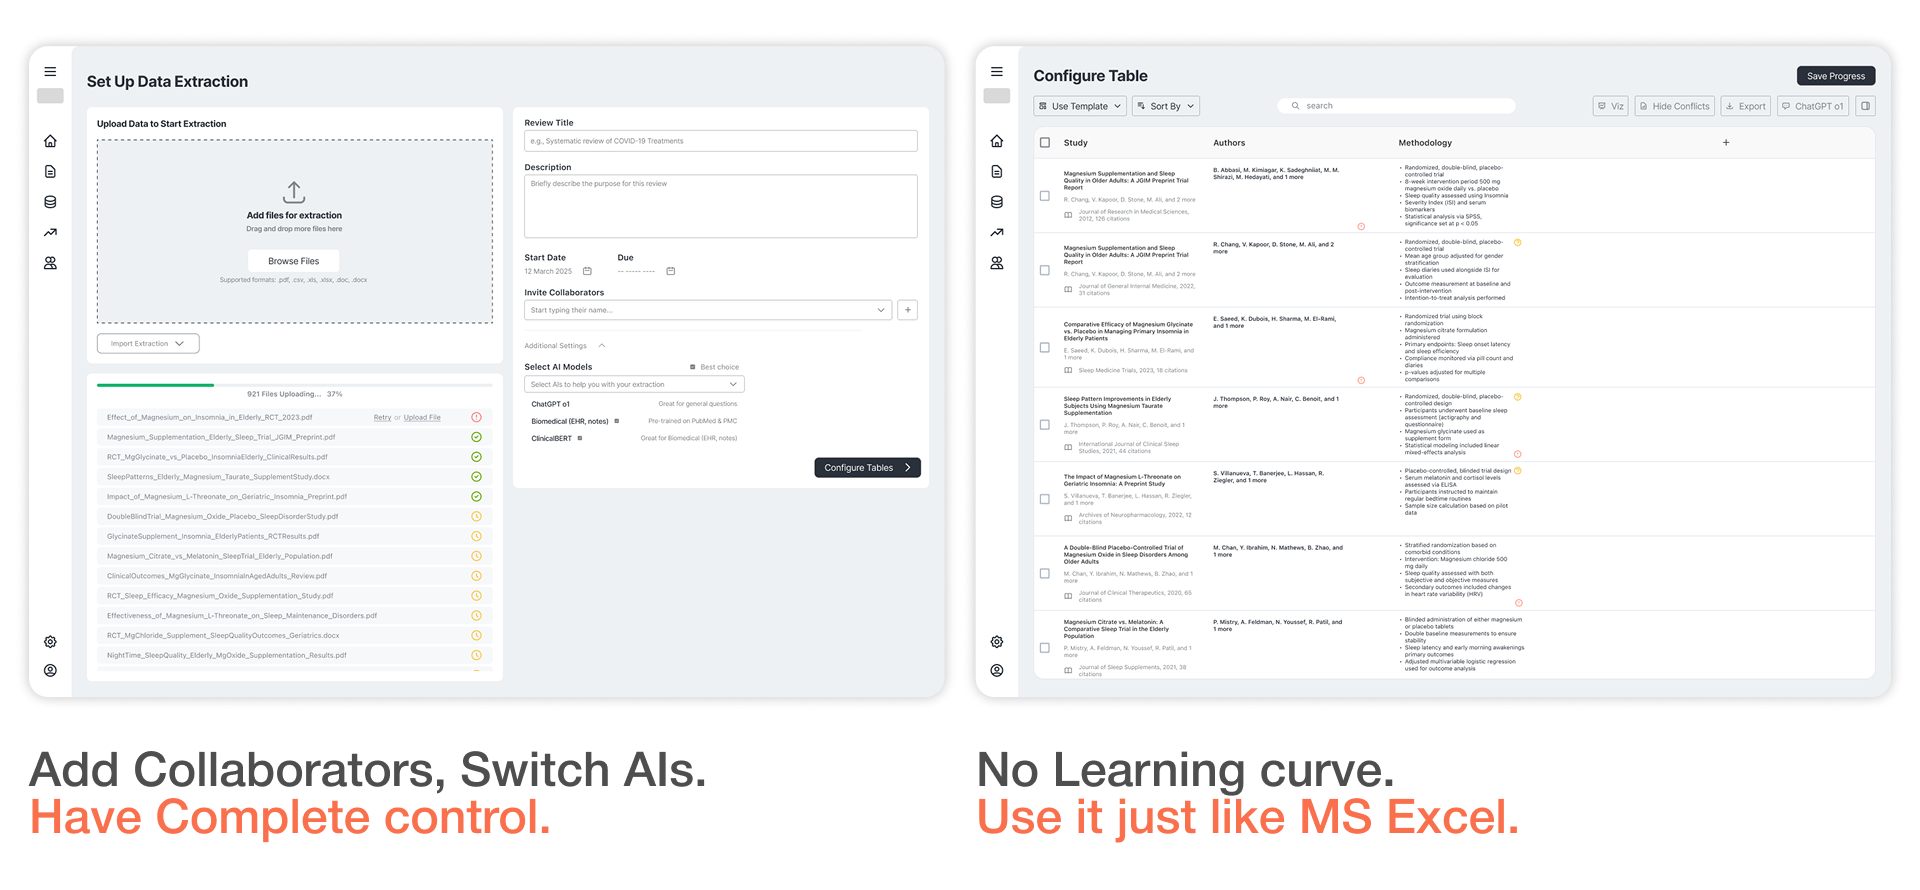 Set Up Data Extraction
Upload Data to Start Extraction
Add files for extraction
Drag and drop more files here
Browse Files
Supported formats: .pdf, .csv, .xls, .xlsx, .doc, .docx
Import Extraction
921 Files Uploading... 37%
Effect_of_Magnesium_on_Insomnia_in_Elderly_RCT_2023.pdf Retry or Upload File
Magnesium_Supplementation_Elderly_Sleep_Trial_JGIM_Preprint.pdf
RCT_MgGlycinate_vs_Placebo_InsomniaElderly_ClinicalResults.pdf
SleepPatterns_Elderly_Magnesium_Taurate_SupplementStudy.docx
Impact_of_Magnesium_L-Threonate_on_Geriatric_Insomnia_Preprint.pdf
DoubleBlindTrial_Magnesium_Oxide_Placebo_SleepDisorderStudy.pdf
GlycinateSupplement_Insomnia_ElderlyPatients_RCTResults.pdf
Magnesium_Citrate_vs_Melatonin_SleepTrial_Elderly_Population.pdf
ClinicalOutcomes_MgGlycinate_InsomniaInAgedAdults_Review.pdf
RCT_Sleep_Efficacy_Magnesium_Oxide_Supplementation_Study.pdf
Effectiveness_of_Magnesium_L-Threonate_on_Sleep_Maintenance_Disorders.pdf
RCT_MgChloride_Supplement_SleepQualityOutcomes_Geriatrics.docx
NightTime_SleepQuality_Elderly_MgOxide_Supplementation_Results.pdf
Review Title
e.g., Systematic review of COVID-19 Treatments
Description
Briefly describe the purpose for this review
Start Date Due
12 March 2025 -- ----- ----
Invite Collaborators
Start typing their name...
Additional Settings
Select AI Models Best choice
Select AIs to help you with your extraction
ChatGPT o1 Great for general questions
Biomedical (EHR, notes) Pre-trained on PubMed & PMC
ClinicalBERT Great for Biomedical (EHR, notes)
Configure Tables
Configure Table
Save Progress
Use Template Sort By search Viz Hide Conflicts Export ChatGPT o1
Study Authors Methodology +
Magnesium Supplementation and Sleep
Quality in Older Adults: A JGIM Preprint Trial
Report
R. Chang, V. Kapoor, D. Stone, M. Ali, and 2 more
Journal of Research in Medical Sciences,
2012, 126 citations
B. Abbasi, M. Kimiagar, K. Sadeghniiat, M. M.
Shirazi, M. Hedayati, and 1 more
• Randomized, double-blind, placebo-
controlled trial
• 8-week intervention period 500 mg
magnesium oxide daily vs. placebo
• Sleep quality assessed using Insomnia
• Severity Index (ISI) and serum
biomarkers
• Statistical analysis via SPSS,
significance set at p < 0.05
Magnesium Supplementation and Sleep
Quality in Older Adults: A JGIM Preprint Trial
Report
R. Chang, V. Kapoor, D. Stone, M. Ali, and 2 more
Journal of General Internal Medicine, 2022,
31 citations
R. Chang, V. Kapoor, D. Stone, M. Ali, and 2
more
• Randomized, double-blind, placebo-
controlled trial
• Mean age group adjusted for gender
stratification
• Sleep diaries used alongside ISI for
evaluation
• Outcome measurement at baseline and
post-intervention
• Intention-to-treat analysis performed
Comparative Efficacy of Magnesium Glycinate
vs. Placebo in Managing Primary Insomnia in
Elderly Patients
E. Saeed, K. Dubois, H. Sharma, M. El-Rami, and
1 more
Sleep Medicine Trials, 2023, 18 citations
E. Saeed, K. Dubois, H. Sharma, M. El-Rami,
and 1 more
• Randomized trial using block
randomization
• Magnesium citrate formulation
administered
• Primary endpoints: Sleep onset latency
and sleep efficiency
• Compliance monitored via pill count and
diaries
• p-values adjusted for multiple
comparisons
Sleep Pattern Improvements in Elderly
Subjects Using Magnesium Taurate
Supplementation
J. Thompson, P. Roy, A. Nair, C. Benoit, and 1
more
International Journal of Clinical Sleep
Studies, 2021, 44 citations
J. Thompson, P. Roy, A. Nair, C. Benoit, and 1
more
• Randomized, double-blind, placebo-
controlled design
• Participants underwent baseline sleep
assessment (actigraphy and
questionnaire)
• Magnesium glycinate used as
supplement form
• Statistical modeling included linear
mixed-effects analysis
The Impact of Magnesium L-Threonate on
Geriatric Insomnia: A Preprint Study
S. Villanueva, T. Banerjee, L. Hassan, R. Ziegler,
and 1 more
Archives of Neuropharmacology, 2022, 12
citations
S. Villanueva, T. Banerjee, L. Hassan, R.
Ziegler, and 1 more
• Placebo-controlled, blinded trial design
• Serum melatonin and cortisol levels
assessed via ELISA
• Participants instructed to maintain
regular bedtime routines
• Sample size calculation based on pilot
data
A Double-Blind Placebo-Controlled Trial of
Magnesium Oxide in Sleep Disorders Among
Older Adults
M. Chan, Y. Ibrahim, N. Mathews, B. Zhao, and 1
more
Journal of Clinical Therapeutics, 2020, 65
citations
M. Chan, Y. Ibrahim, N. Mathews, B. Zhao, and
1 more
• Stratified randomization based on
comorbid conditions
• Intervention: Magnesium chloride 500
mg daily
• Sleep quality assessed with both
subjective and objective measures
• Secondary outcomes included changes
in heart rate variability (HRV)
Magnesium Citrate vs. Melatonin: A
Comparative Sleep Trial in the Elderly
Population
P. Mistry, A. Feldman, N. Youssef, R. Patil, and 1
more
Journal of Sleep Supplements, 2021, 38
citations
P. Mistry, A. Feldman, N. Youssef, R. Patil, and
1 more
• Blinded administration of either magnesium
or placebo tablets
• Double baseline measurements to ensure
stability
• Sleep latency and early morning awakenings
primary outcomes
• Adjusted multivariable logistic regression
used for outcome analysis
Add Collaborators, Switch AIs.
Have Complete control.
No Learning curve.
Use it just like MS Excel.